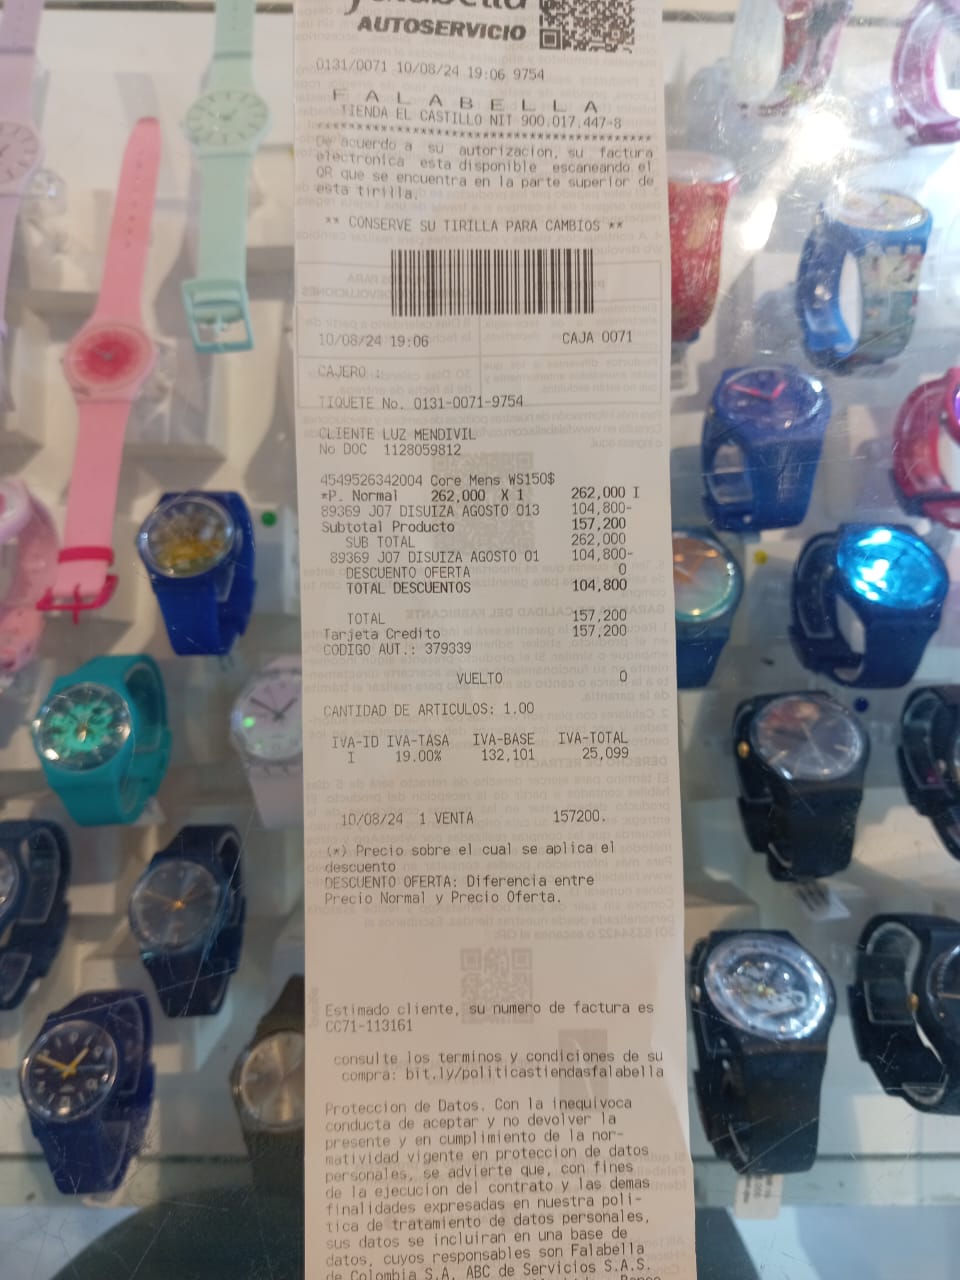 AUTOSERVICIO
0131/0071 10/08/24 19:06 9754
F A L A B E L L A
TIENDA EL CASTILLO NIT 900.017.447-8
De acuerdo a su autorizacion, su factura
electronica esta disponible escaneando el
QR que se encuentra en la parte superior de
esta tirilla.
** CONSERVE SU TIRILLA PARA CAMBIOS **
10/08/24 19:06 CAJA 0071
CAJERO :
TIQUETE No. 0131-0071-9754
CLIENTE LUZ MENDIVIL
No DOC 1128059812
4549526342004 Core Mens WS150$
*P. Normal 262,000 X 1 262,000 I
89369 J07 DISUIZA AGOSTO 013 104,800-
Subtotal Producto 157,200
SUB TOTAL 262,000
89369 J07 DISUIZA AGOSTO 01 104,800-
DESCUENTO OFERTA 0
TOTAL DESCUENTOS 104,800
TOTAL 157,200
Tarjeta Credito 157,200
CODIGO AUT.: 379339
VUELTO 0
CANTIDAD DE ARTICULOS: 1.00
IVA-ID IVA-TASA IVA-BASE IVA-TOTAL
I 19.00% 132,101 25,099
10/08/24 1 VENTA 157200.
(*) Precio sobre el cual se aplica el
descuento
DESCUENTO OFERTA: Diferencia entre
Precio Normal y Precio Oferta.
Estimado cliente, su numero de factura es
CC71-113161
consulte los terminos y condiciones de su
compra: bit.ly/politicastiendasfalabella
Proteccion de Datos. Con la inequivoca
conducta de aceptar y no devolver la
presente y en cumplimiento de la nor-
matividad vigente en proteccion de datos
personales, se advierte que, con fines
de la ejecucion del contrato y las demas
finalidades expresadas en nuestra poli-
tica de tratamiento de datos personales,
sus datos se incluiran en una base de
datos, cuyos responsables son Falabella
de Colombia S.A. ABC de Servicios S.A.S.